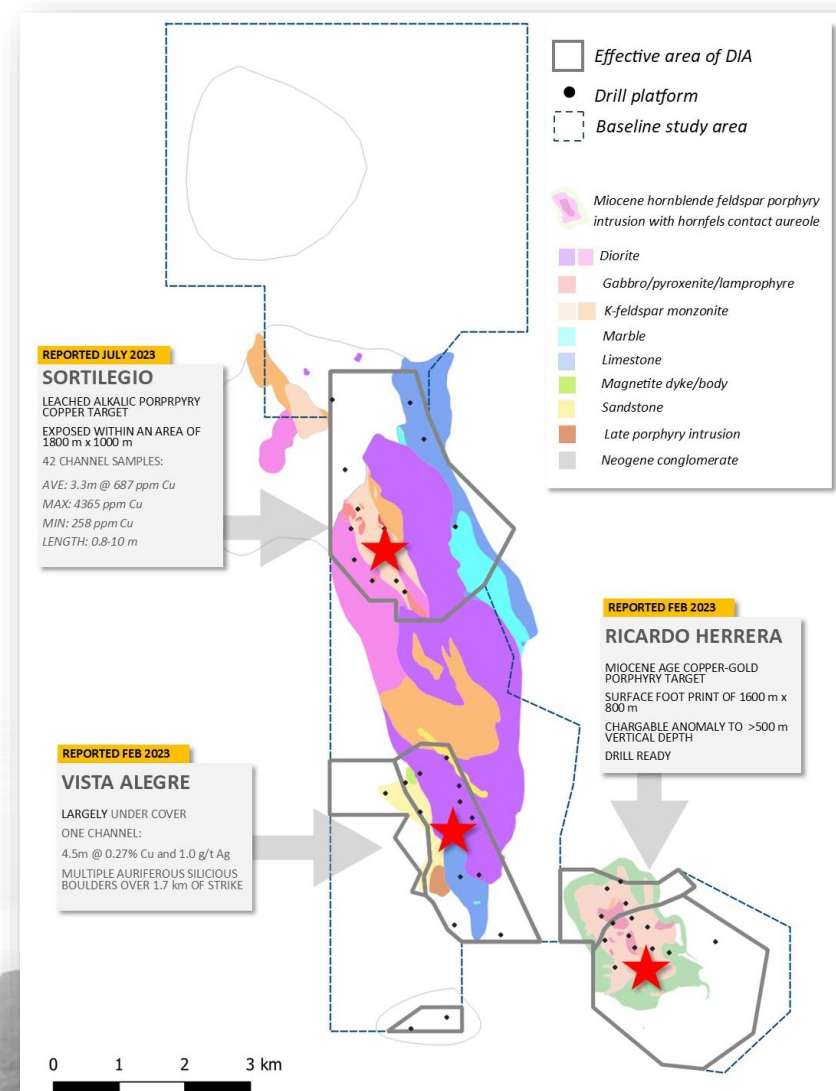 Effective area of DIA
Drill platform
Baseline study area
Miocene hornblende feldspar porphyry
intrusion with hornfels contact aureole
Diorite
Gabbro/pyroxenite/lamprophyre
K-feldspar monzonite
Marble
Limestone
Magnetite dyke/body
Sandstone
Late porphyry intrusion
Neogene conglomerate
REPORTED JULY 2023
SORTILEGIO
LEACHED ALKALIC PORPRPYRY
COPPER TARGET
EXPOSED WITHIN AN AREA OF
1800 m x 1000 m
42 CHANNEL SAMPLES:
AVE: 3.3m @ 687 ppm Cu
MAX: 4365 ppm Cu
MIN: 258 ppm Cu
LENGTH: 0.8-10 m
REPORTED FEB 2023
RICARDO HERRERA
MIOCENE AGE COPPER-GOLD
PORPHYRY TARGET
SURFACE FOOT PRINT OF 1600 m x
800 m
CHARGABLE ANOMALY TO >500 m
VERTICAL DEPTH
DRILL READY
REPORTED FEB 2023
VISTA ALEGRE
LARGELY UNDER COVER
ONE CHANNEL:
4.5m @ 0.27% Cu and 1.0 g/t Ag
MULTIPLE AURIFEROUS SILICIOUS
BOULDERS OVER 1.7 km OF STRIKE
0 1 2 3 km